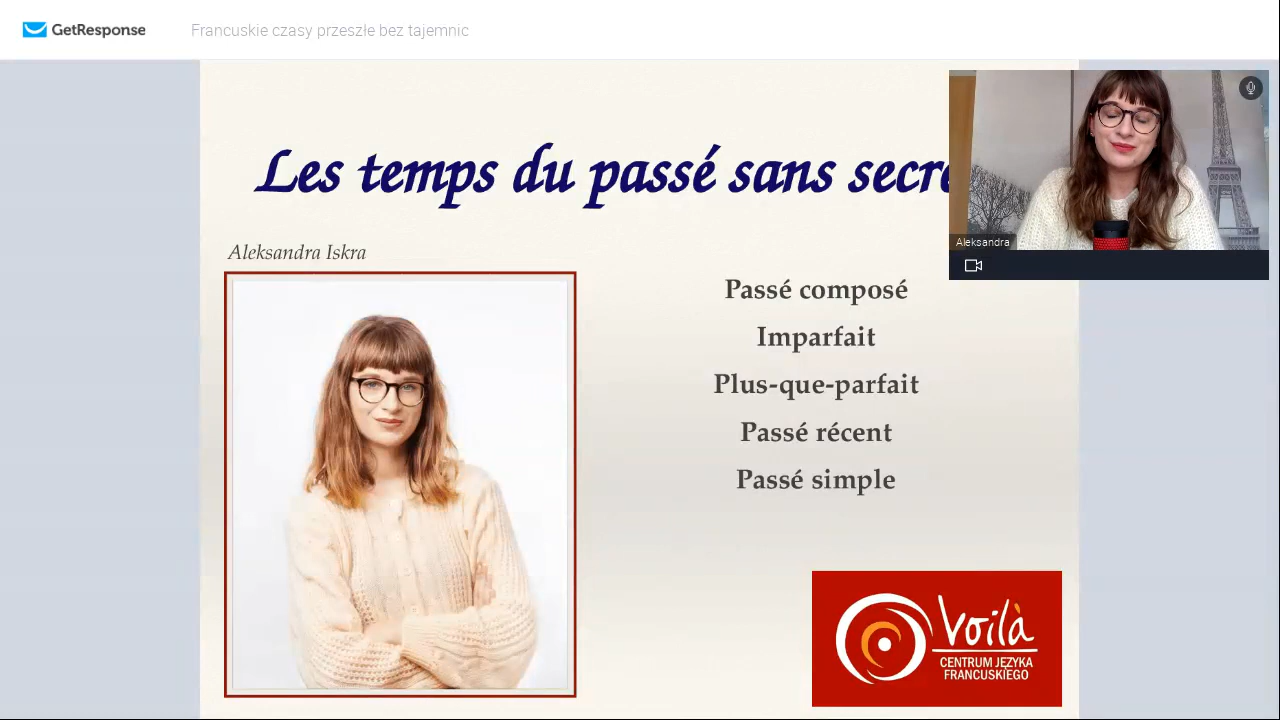 GetResponse
Francuskie czasy przeszłe bez tajemnic
Les temps du passé sans
Aleksandra
Aleksandra Iskra
Passé composé
Imparfait
Plus-que-parfait
Passé récent
Passé simple
Voilà
CENTRUM JĘZYKA
FRANCUSKIEGO